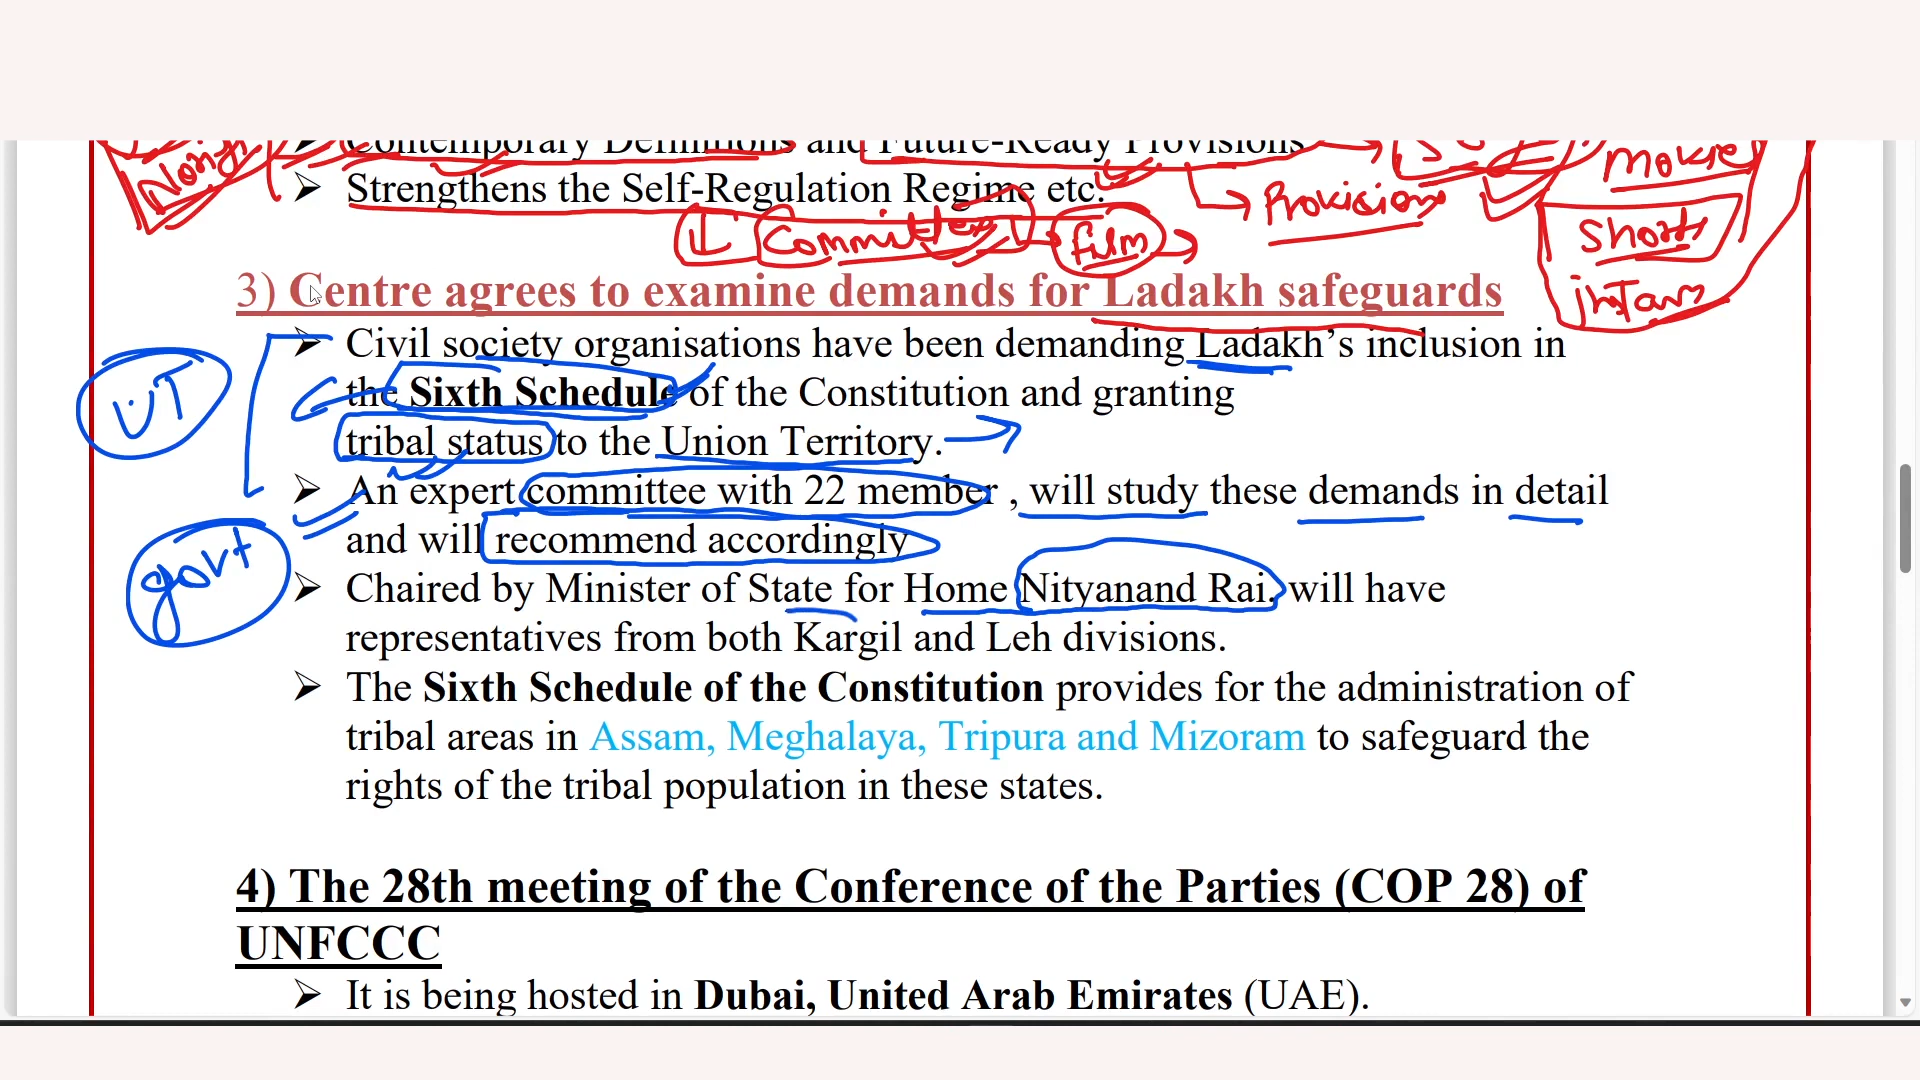 Contemporary Definitions and Future-Ready Provisions
➢ Strengthens the Self-Regulation Regime etc.
Provisions
Committee
film
Short
3) Centre agrees to examine demands for Ladakh safeguards
➢ Civil society organisations have been demanding Ladakh’s inclusion in
the Sixth Schedule of the Constitution and granting
tribal status to the Union Territory.
UT
➢ An expert committee with 22 member , will study these demands in detail
and will recommend accordingly
govt
➢ Chaired by Minister of State for Home Nityanand Rai, will have
representatives from both Kargil and Leh divisions.
➢ The Sixth Schedule of the Constitution provides for the administration of
tribal areas in Assam, Meghalaya, Tripura and Mizoram to safeguard the
rights of the tribal population in these states.
4) The 28th meeting of the Conference of the Parties (COP 28) of
UNFCCC
➢ It is being hosted in Dubai, United Arab Emirates (UAE).